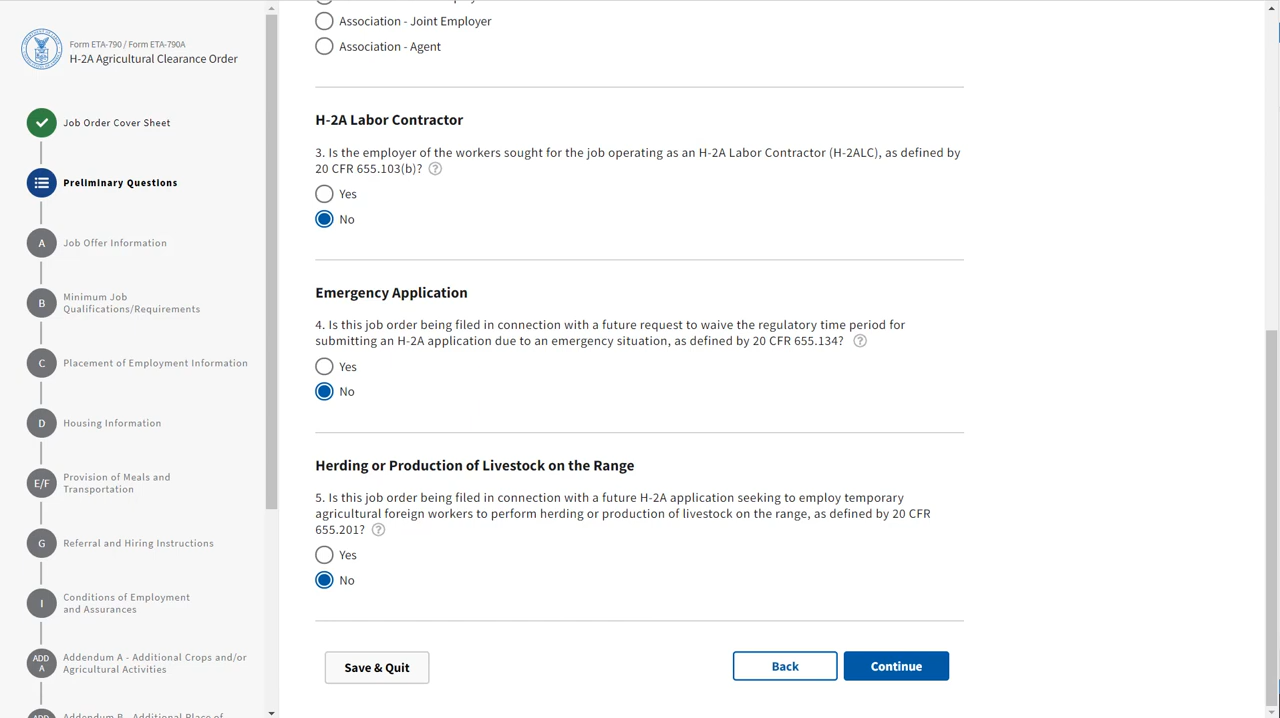 Form ETA-790 / Form ETA-790A
H-2A Agricultural Clearance Order
Job Order Cover Sheet
Preliminary Questions
A
Job Offer Information
B
Minimum Job
Qualifications/Requirements
C
Placement of Employment Information
D
Housing Information
E/F
Provision of Meals and
Transportation
G
Referral and Hiring Instructions
I
Conditions of Employment
and Assurances
ADD
A
Addendum A - Additional Crops and/or
Agricultural Activities
ADD
Addendum B - Additional Place of
Association - Joint Employer
Association - Agent
H-2A Labor Contractor
3. Is the employer of the workers sought for the job operating as an H-2A Labor Contractor (H-2ALC), as defined by
20 CFR 655.103(b)? ?
Yes
No
Emergency Application
4. Is this job order being filed in connection with a future request to waive the regulatory time period for
submitting an H-2A application due to an emergency situation, as defined by 20 CFR 655.134? ?
Yes
No
Herding or Production of Livestock on the Range
5. Is this job order being filed in connection with a future H-2A application seeking to employ temporary
agricultural foreign workers to perform herding or production of livestock on the range, as defined by 20 CFR
655.201? ?
Yes
No
Save & Quit
Back
Continue